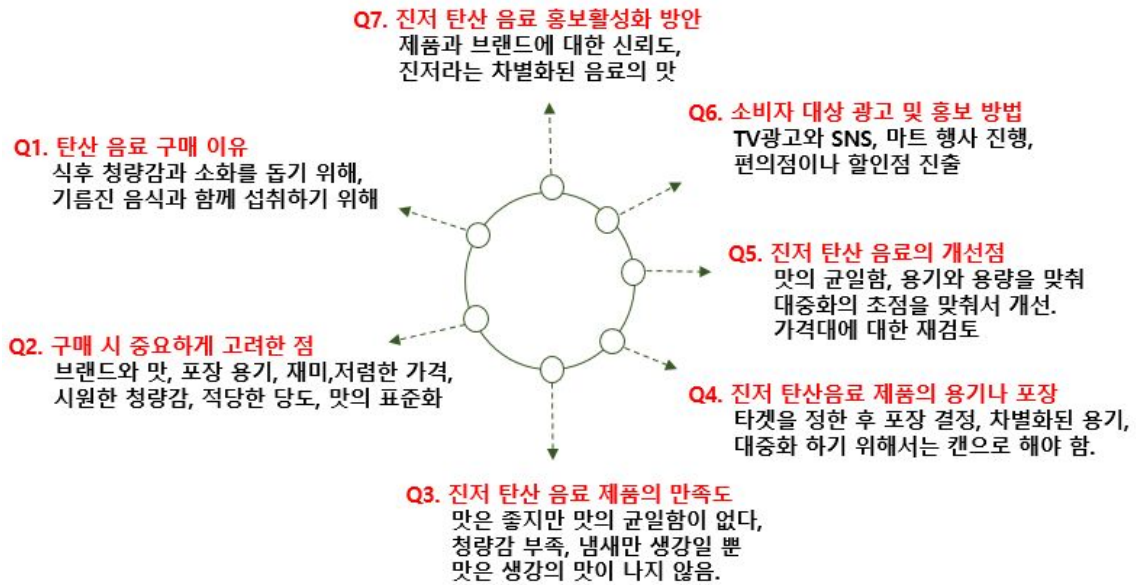 Q7. 진저 탄산 음료 홍보활성화 방안
제품과 브랜드에 대한 신뢰도,
진저라는 차별화된 음료의 맛
Q6. 소비자 대상 광고 및 홍보 방법
TV광고와 SNS, 마트 행사 진행,
편의점이나 할인점 진출
Q1. 탄산 음료 구매 이유
식후 청량감과 소화를 돕기 위해,
기름진 음식과 함께 섭취하기 위해
Q5. 진저 탄산 음료의 개선점
맛의 균일함, 용기와 용량을 맞춰
대중화의 초점을 맞춰서 개선.
가격대에 대한 재검토
Q2. 구매 시 중요하게 고려한 점
브랜드와 맛, 포장 용기, 재미,저렴한 가격,
시원한 청량감, 적당한 당도, 맛의 표준화
Q4. 진저 탄산음료 제품의 용기나 포장
타겟을 정한 후 포장 결정, 차별화된 용기,
대중화 하기 위해서는 캔으로 해야 함.
Q3. 진저 탄산 음료 제품의 만족도
맛은 좋지만 맛의 균일함이 없다,
청량감 부족, 냄새만 생강일 뿐
맛은 생강의 맛이 나지 않음.